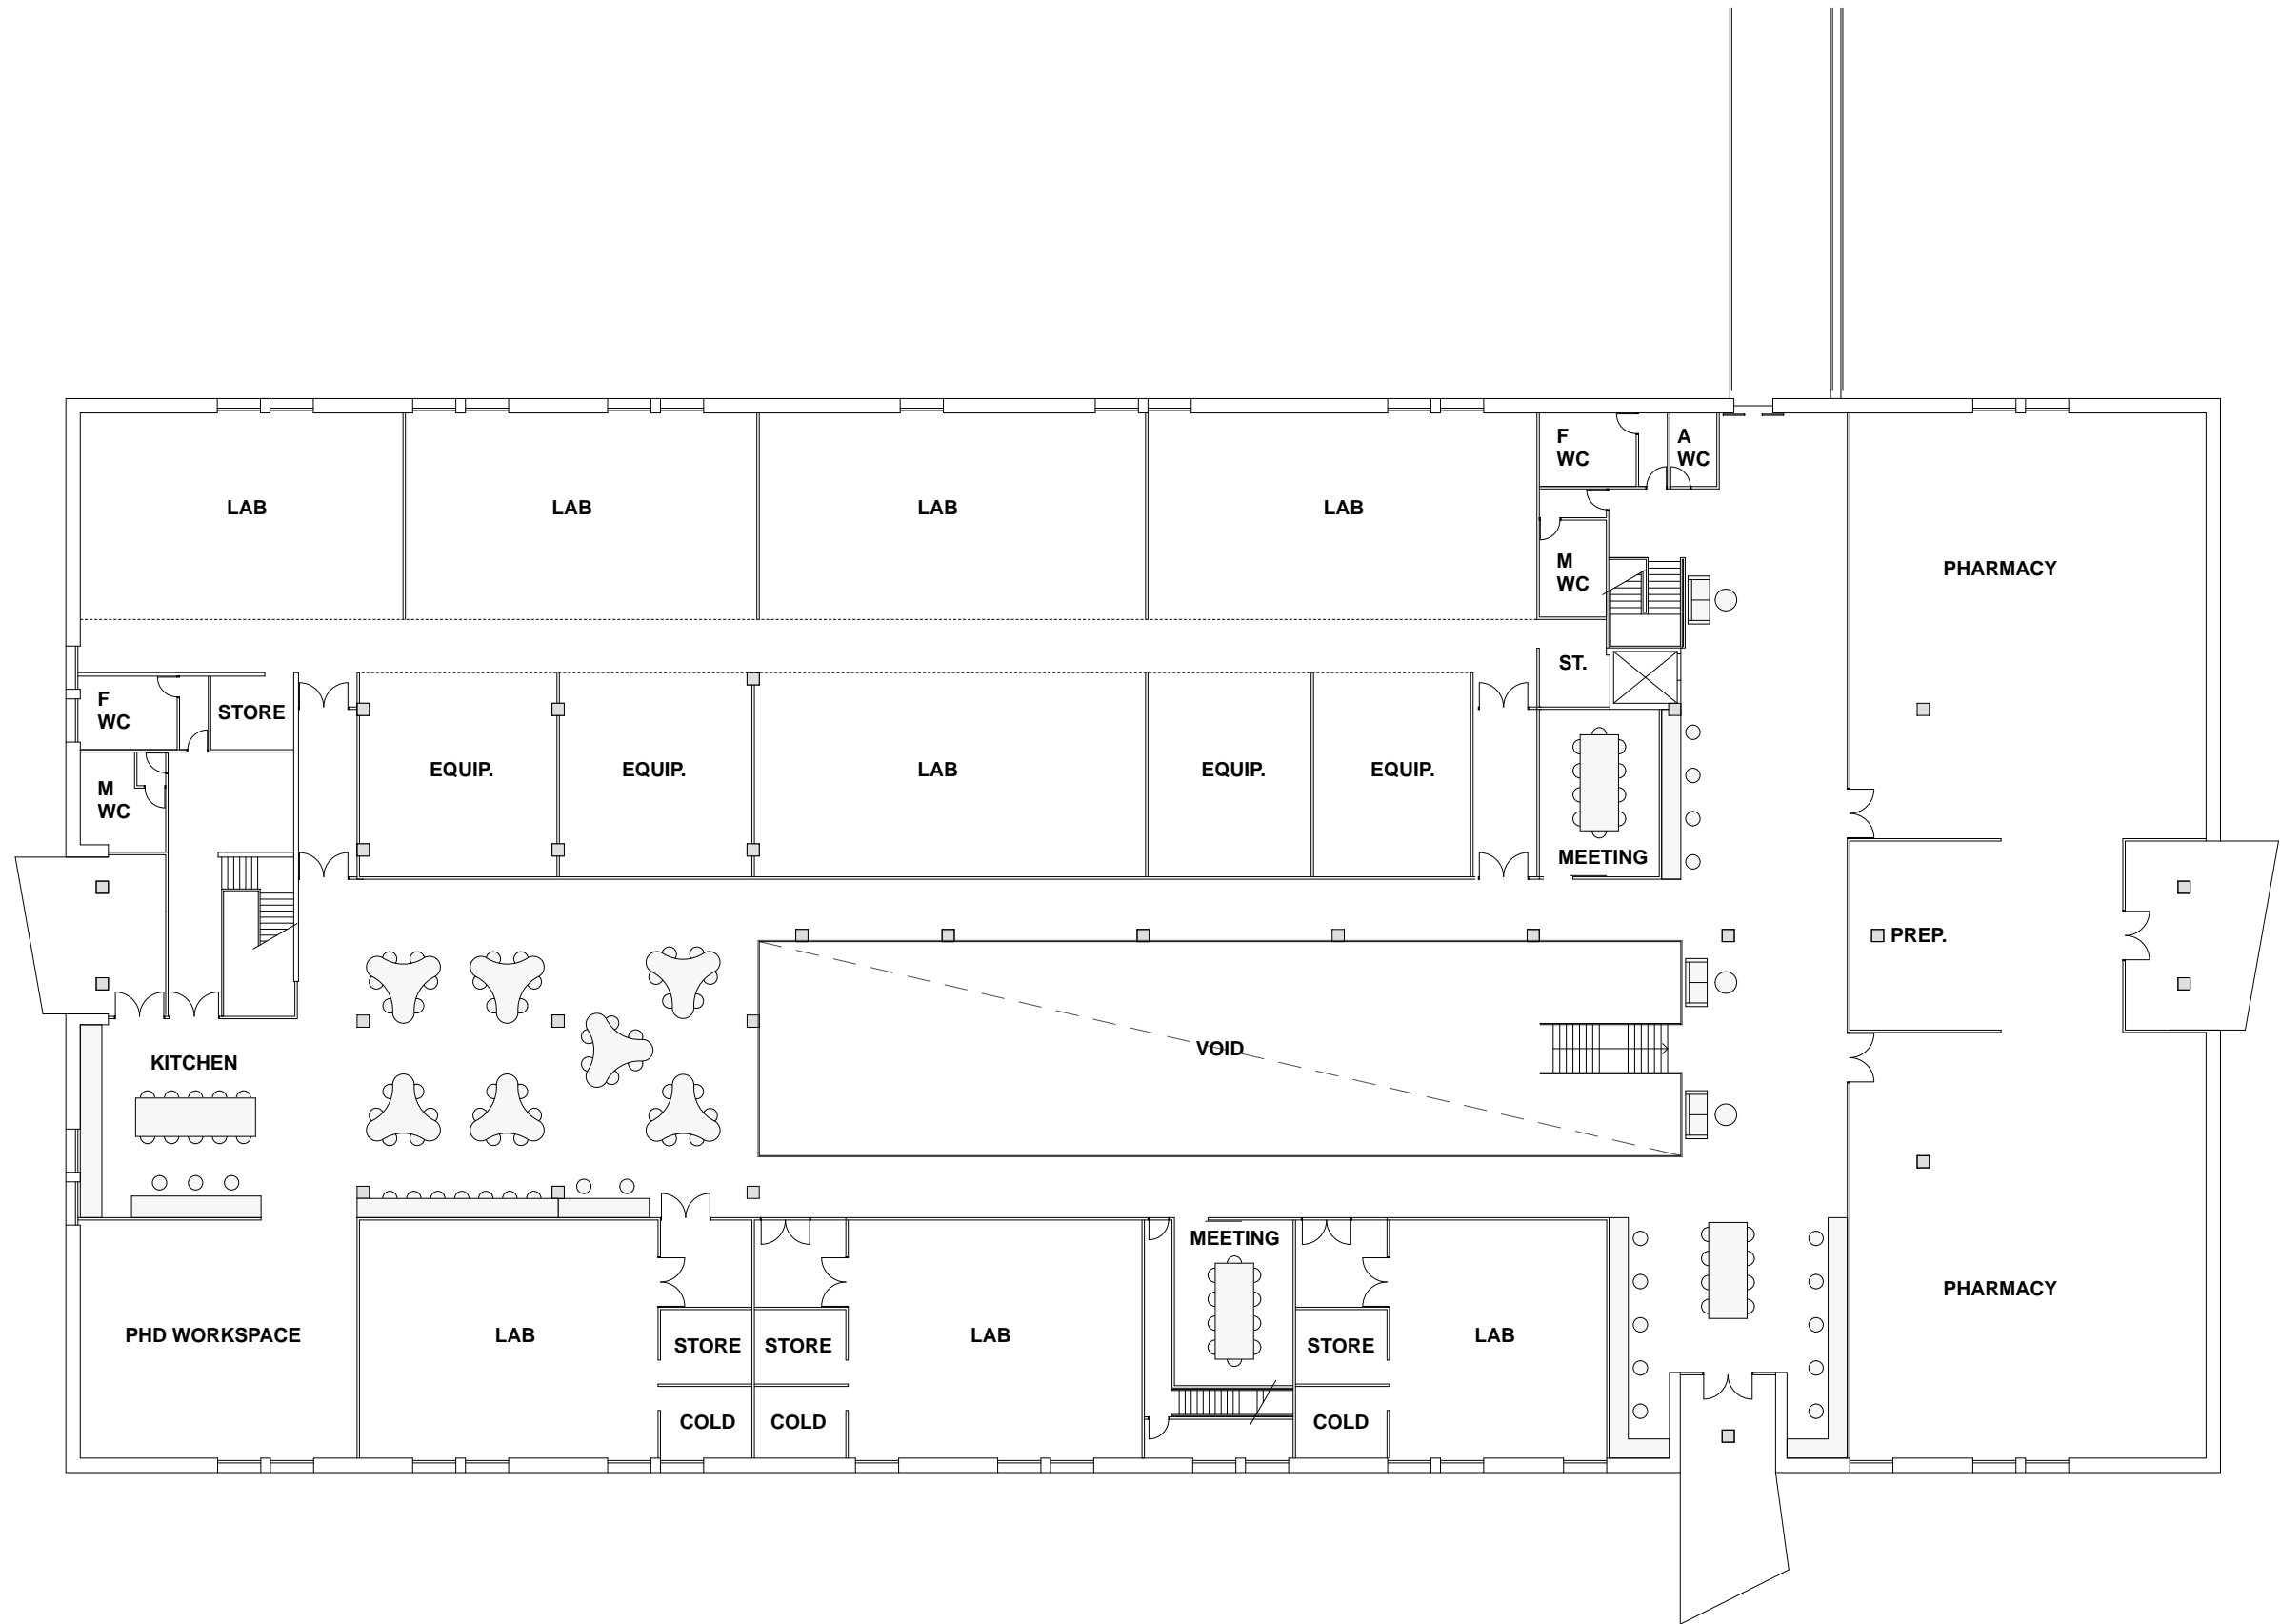 LAB
LAB
LAB
LAB
F
WC
A
WC
M
WC
PHARMACY
ST.
F
WC
STORE
M
WC
EQUIP.
EQUIP.
LAB
EQUIP.
EQUIP.
MEETING
PREP.
KITCHEN
VOID
MEETING
PHARMACY
PHD WORKSPACE
LAB
STORE
STORE
LAB
STORE
LAB
COLD
COLD
COLD